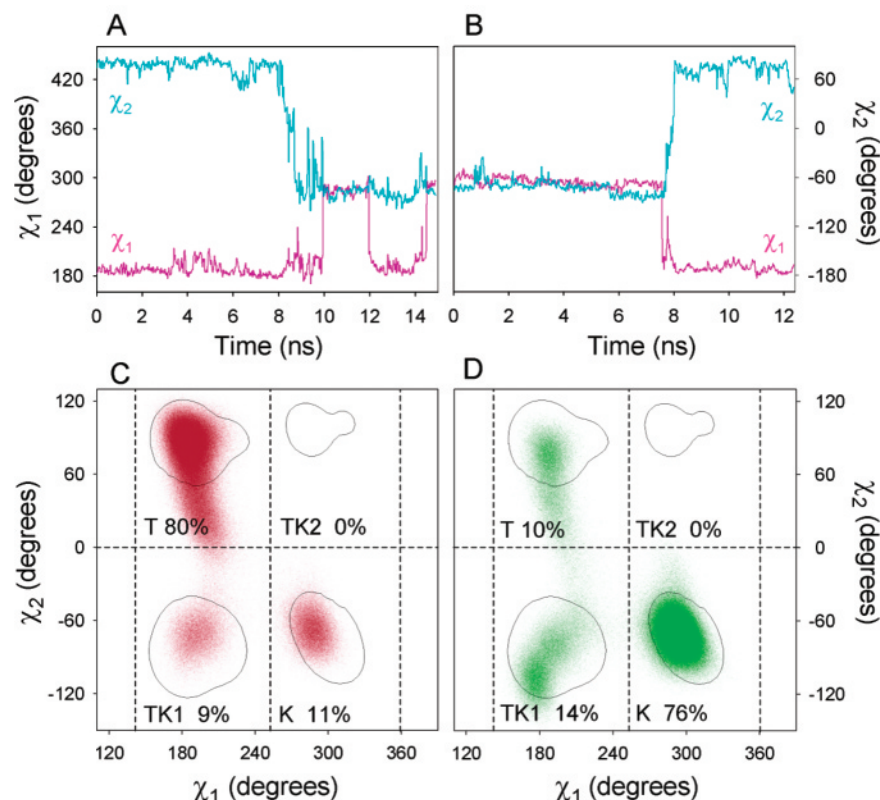 A
B
χ1 (degrees)
420
360
300
240
180
χ2
χ1
0 2 4 6 8 10 12 14
Time (ns)
χ2
χ1
60
0
-60
-120
-180
χ2 (degrees)
0 2 4 6 8 10 12
Time (ns)
C
D
χ2 (degrees)
120
60
0
-60
-120
T 80%
TK2 0%
TK1 9%
K 11%
120 180 240 300 360
χ1 (degrees)
T 10%
TK2 0%
TK1 14%
K 76%
120
60
0
-60
-120
χ2 (degrees)
120 180 240 300 360
χ1 (degrees)